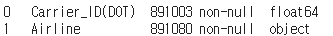 0   Carrier_ID(DOT)  891003 non-null  float64
1   Airline          891080 non-null  object